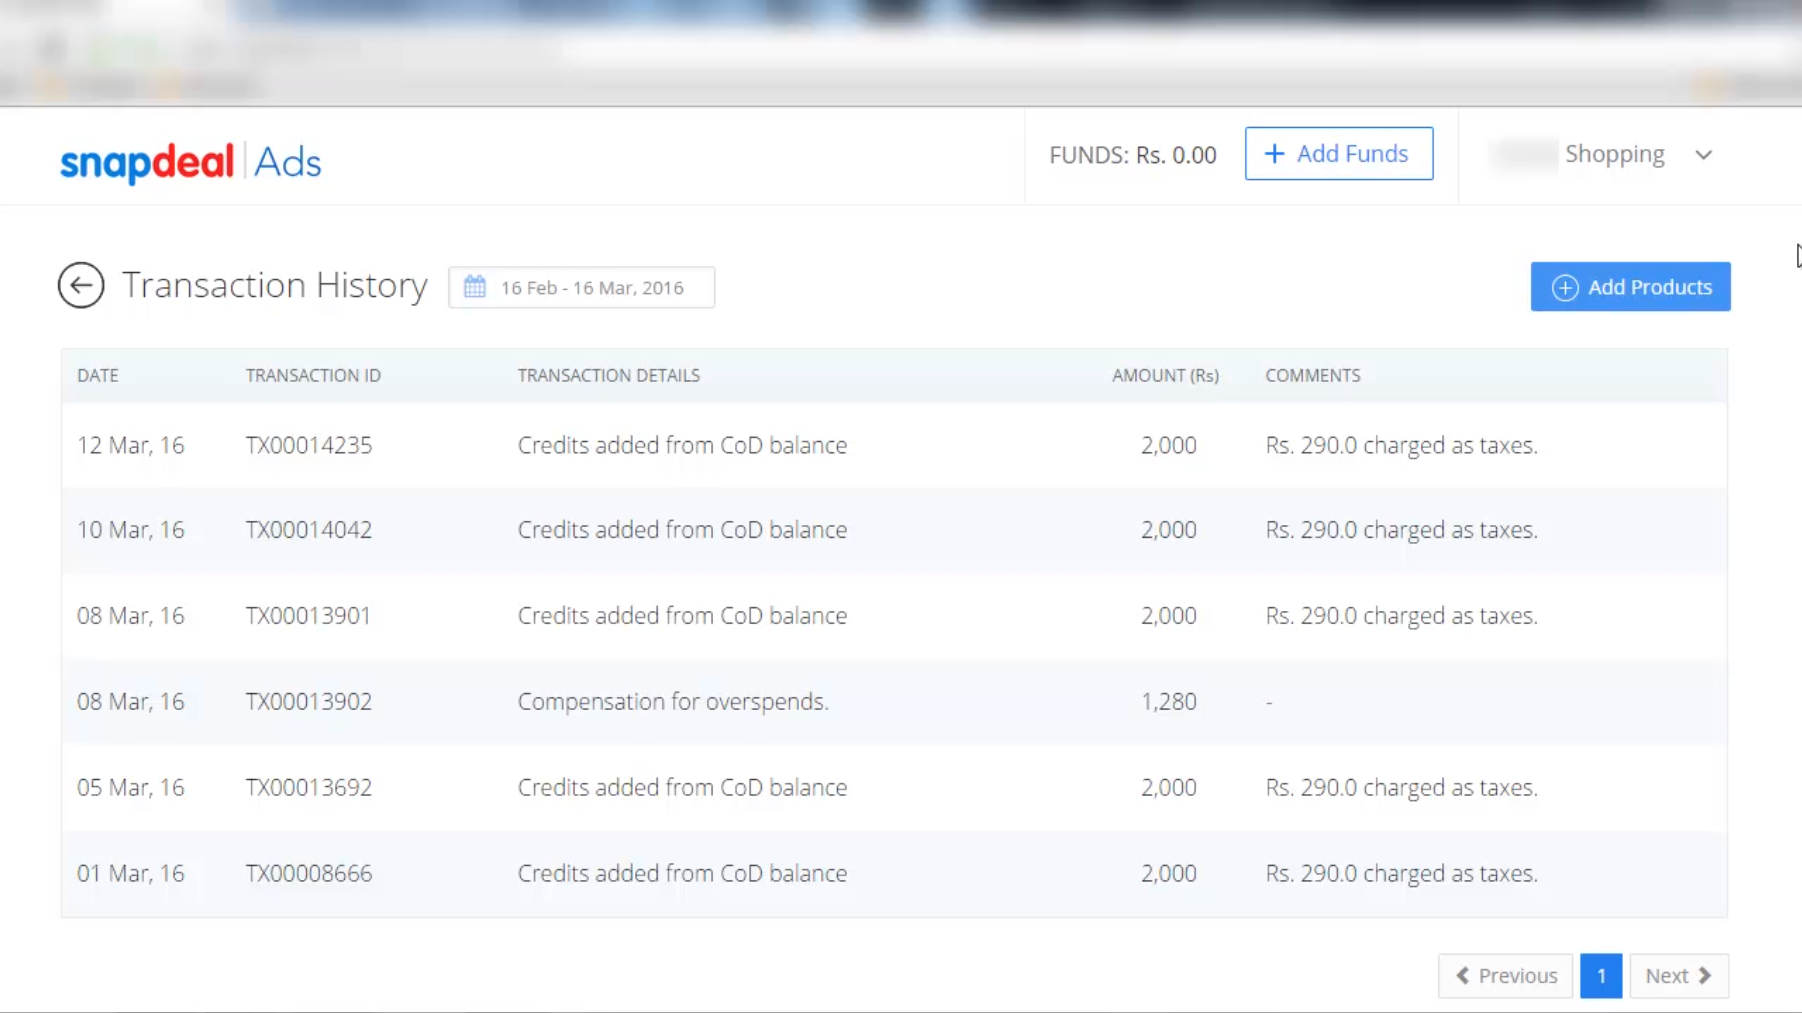 snapdeal Ads
FUNDS: Rs. 0.00
+ Add Funds
Shopping
Transaction History
16 Feb - 16 Mar, 2016
Add Products
DATE TRANSACTION ID TRANSACTION DETAILS AMOUNT (Rs) COMMENTS
12 Mar, 16 TX00014235 Credits added from CoD balance 2,000 Rs. 290.0 charged as taxes.
10 Mar, 16 TX00014042 Credits added from CoD balance 2,000 Rs. 290.0 charged as taxes.
08 Mar, 16 TX00013901 Credits added from CoD balance 2,000 Rs. 290.0 charged as taxes.
08 Mar, 16 TX00013902 Compensation for overspends. 1,280 -
05 Mar, 16 TX00013692 Credits added from CoD balance 2,000 Rs. 290.0 charged as taxes.
01 Mar, 16 TX00008666 Credits added from CoD balance 2,000 Rs. 290.0 charged as taxes.
Previous 1 Next